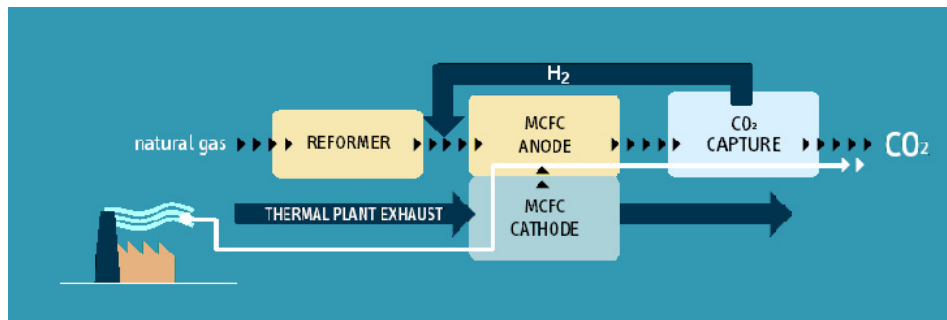 H₂
natural gas
REFORMER
MCFC
ANODE
CO₂
CAPTURE
CO₂
THERMAL PLANT EXHAUST
MCFC
CATHODE